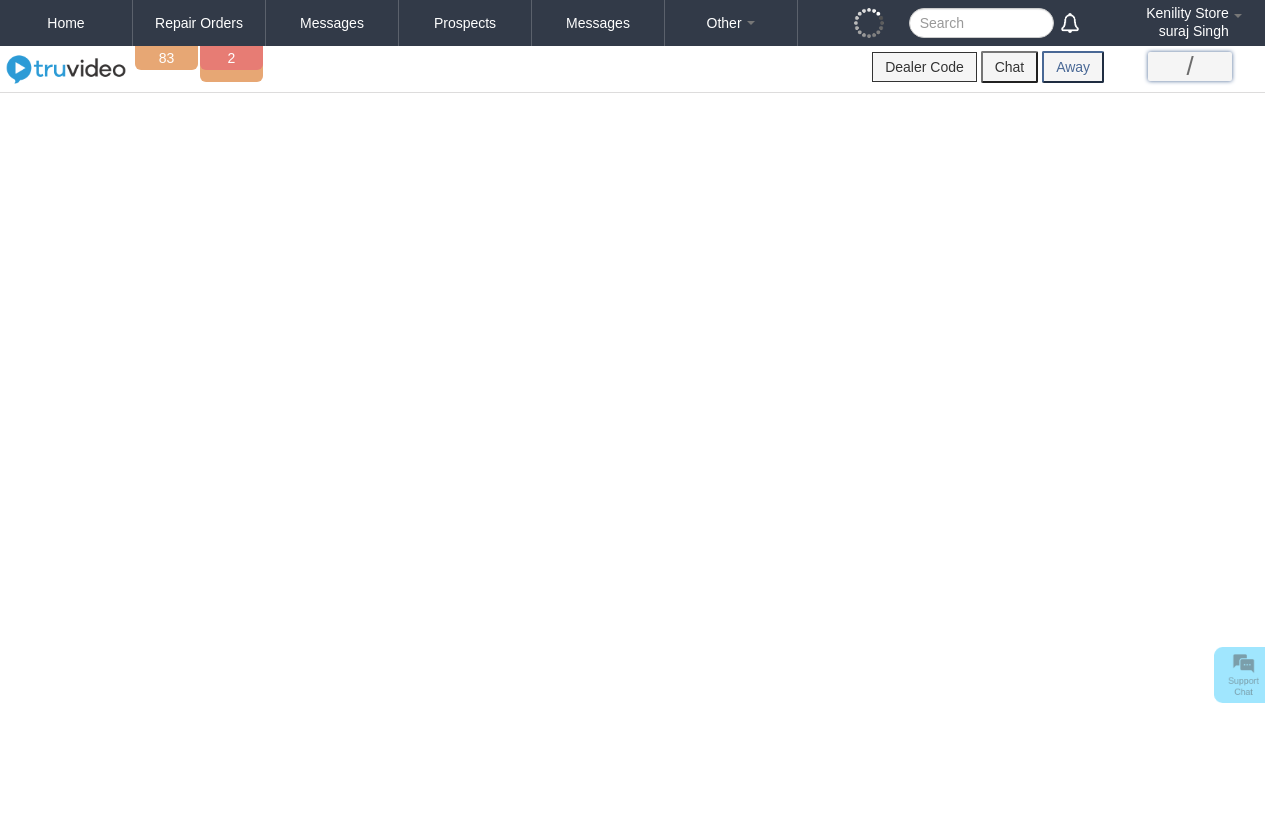 Home
Repair Orders
Messages
Prospects
Messages
Other
Search
Kenility Store
suraj Singh
truvideo
83
2
Dealer Code
Chat
Away
/
Support
Chat